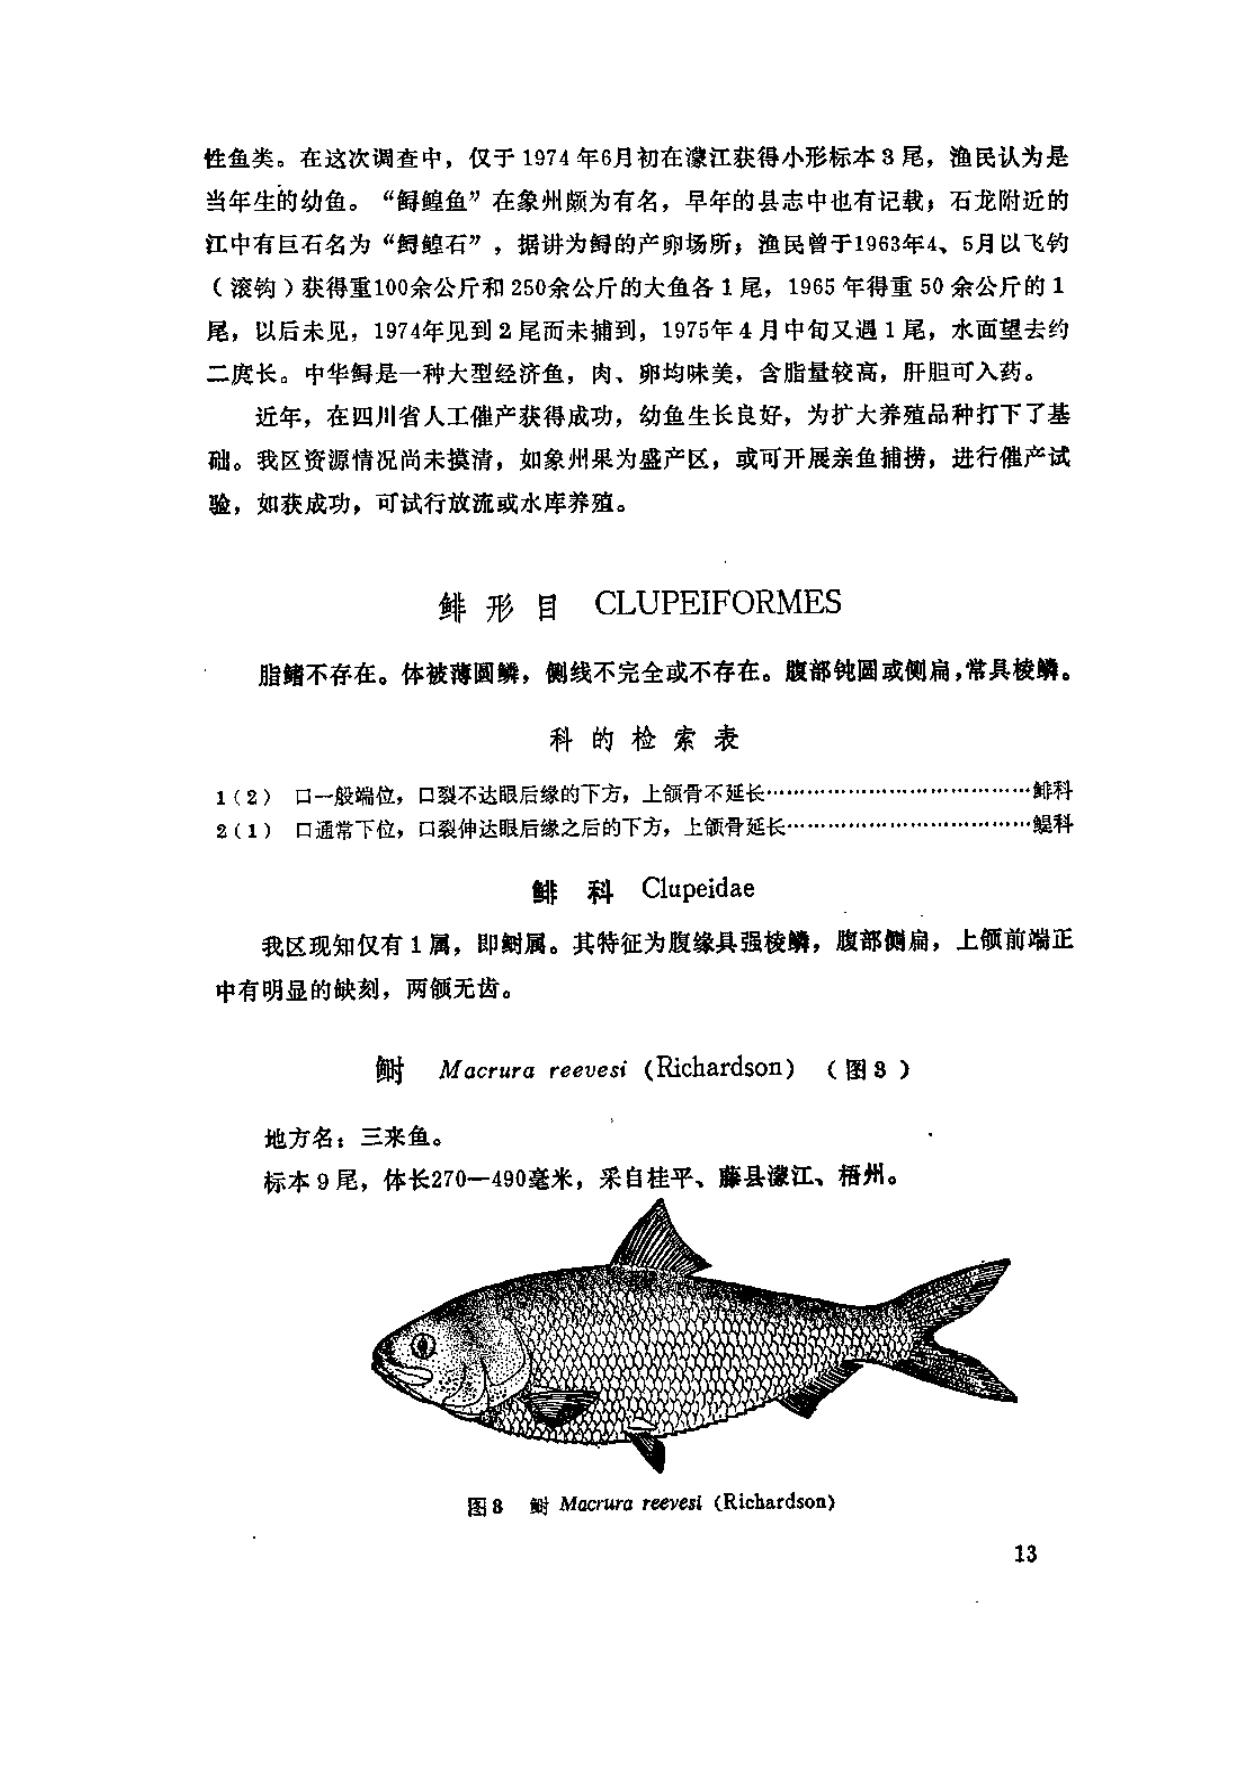 性鱼类。在这次调查中，仅于1974年6月初在濛江获得小形标本3尾，渔民认为是
当年生的幼鱼。“鲟鳇鱼”在象州颇为有名，早年的县志中也有记载；石龙附近的
江中有巨石名为“鲟鳇石”，据讲为鲟的产卵场所；渔民曾于1963年4、5月以飞钓
（滚钩）获得重100余公斤和250余公斤的大鱼各1尾，1965年得重50余公斤的1
尾，以后未见，1974年见到2尾而未捕到，1975年4月中旬又遇1尾，水面望去约
二庹长。中华鲟是一种大型经济鱼，肉、卵均味美，含脂量较高，肝胆可入药。
近年，在四川省人工催产获得成功，幼鱼生长良好，为扩大养殖品种打下了基
础。我区资源情况尚未摸清，如象州果为盛产区，或可开展亲鱼捕捞，进行催产试
验，如获成功，可试行放流或水库养殖。
鲱形目 CLUPEIFORMES
脂鳍不存在。体被薄圆鳞，侧线不完全或不存在。腹部钝圆或侧扁，常具棱鳞。
科的检索表
1（2） 口一般端位，口裂不达眼后缘的下方，上颌骨不延长……………………………鲱科
2（1） 口通常下位，口裂伸达眼后缘之后的下方，上颌骨延长…………………………鳀科
鲱科 Clupeidae
我区现知仅有1属，即鲥属。其特征为腹缘具强棱鳞，腹部侧扁，上颌前端正
中有明显的缺刻，两颌无齿。
鲥 Macrura reevesi (Richardson) （图8）
地方名：三来鱼。
标本9尾，体长270—490毫米，采自桂平、藤县濛江、梧州。
图8 鲥 Macrura reevesi (Richardson)
13